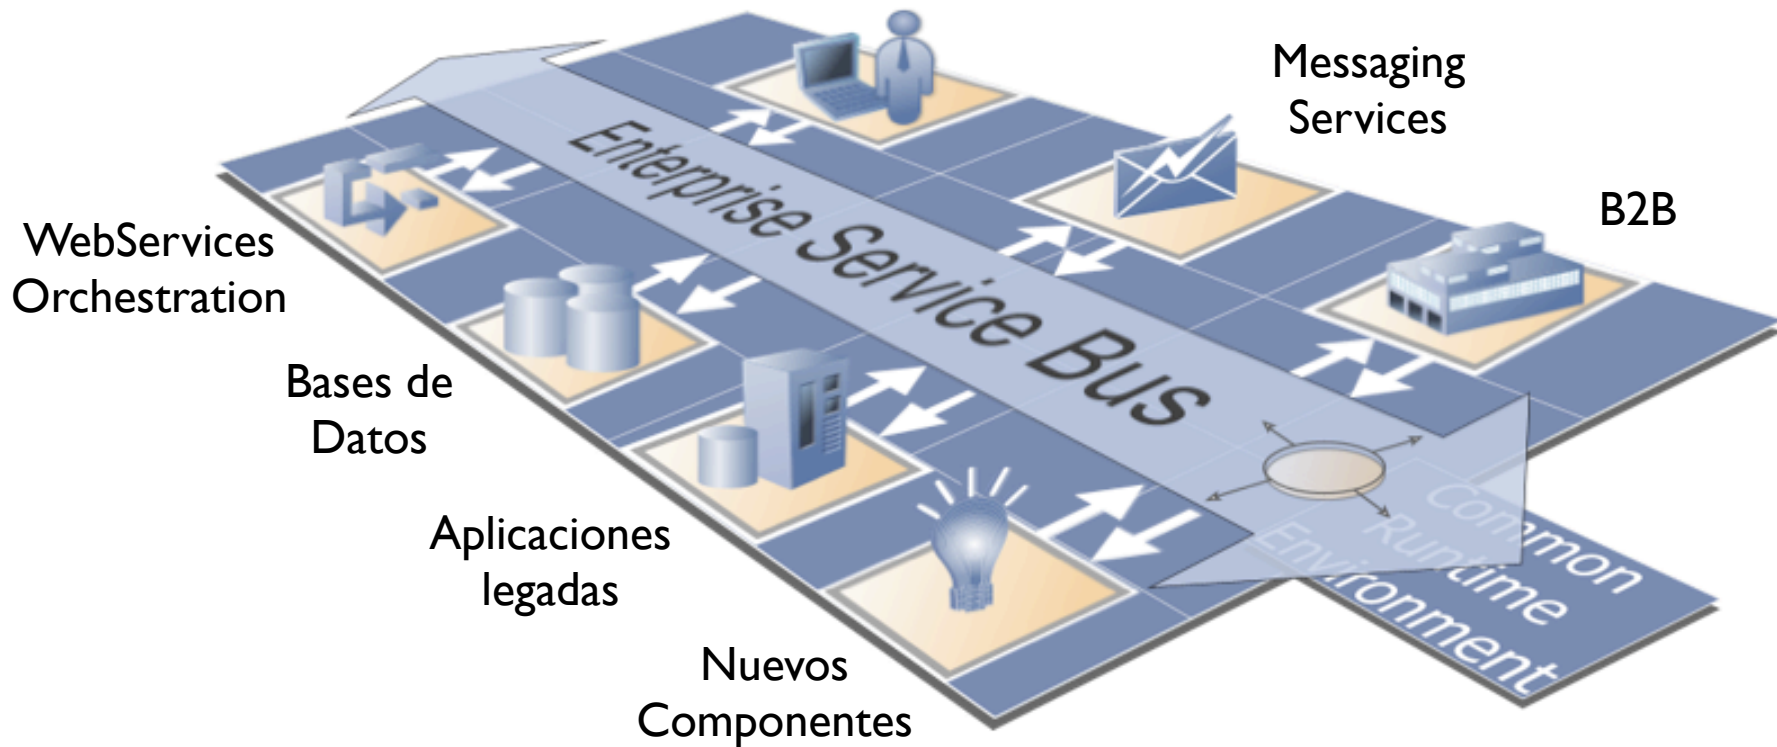 Messaging
Services
B2B
WebServices
Orchestration
Enterprise Service Bus
Bases de
Datos
Aplicaciones
legadas
Common
Runtime
Environment
Nuevos
Componentes